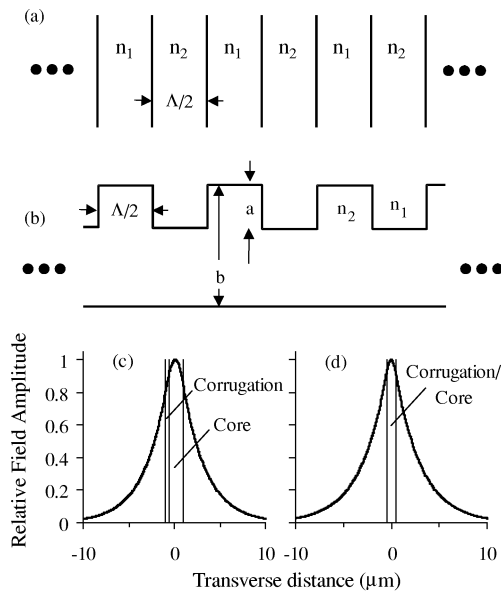 (a)
n1 n2 n1 n2 n1 n2
Λ/2
(b)
Λ/2
a
n2
n1
b
Relative Field Amplitude
(c)
(d)
1
0.8
0.6
0.4
0.2
0
Corrugation
Core
Corrugation/
Core
-10 0 10
-10 0 10
Transverse distance (µm)